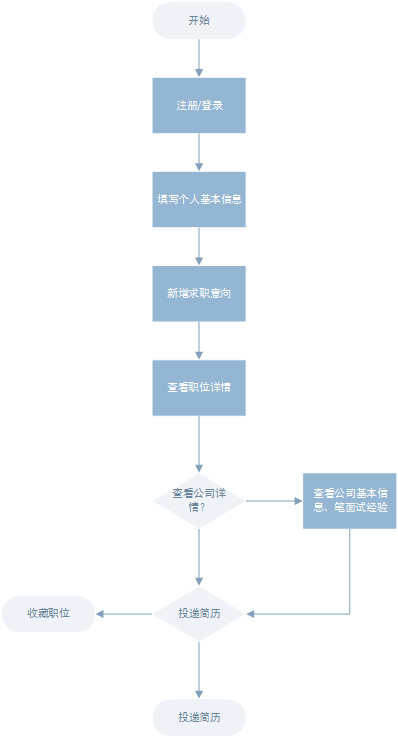 开始
注册/登录
填写个人基本信息
新增求职意向
查看职位详情
查看公司详
情？
查看公司基本信
息、笔面试经验
收藏职位
投递简历
投递简历